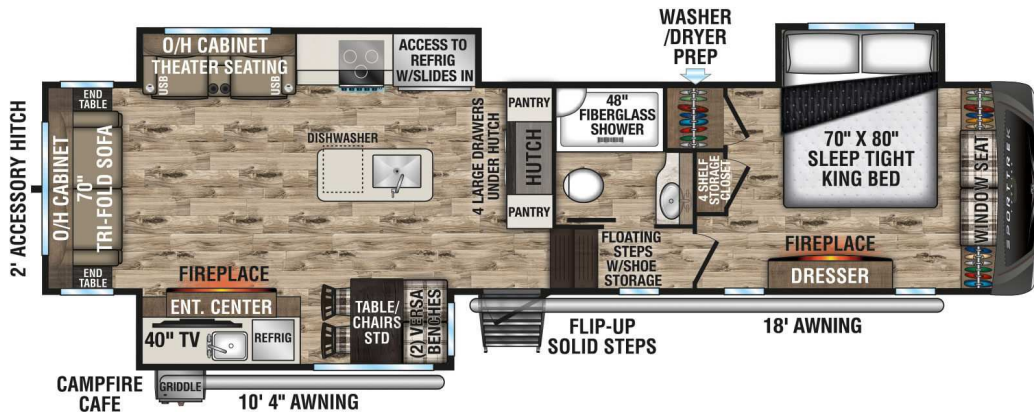 WASHER
/DRYER
PREP
O/H CABINET
THEATER SEATING
USB
USB
ACCESS TO
REFRIG
W/SLIDES IN
END
TABLE
2' ACCESSORY HITCH
O/H CABINET
70"
TRI-FOLD SOFA
END
TABLE
DISHWASHER
4 LARGE DRAWERS
UNDER HUTCH
PANTRY
HUTCH
PANTRY
48"
FIBERGLASS
SHOWER
4 SHELF
STORAGE
CLOSET
70" X 80"
SLEEP TIGHT
KING BED
WINDOW SEAT
SPORTTREK
FLOATING
STEPS
W/SHOE
STORAGE
FIREPLACE
DRESSER
FIREPLACE
ENT. CENTER
40" TV
REFRIG
TABLE/
CHAIRS
STD
(2) VERSA
BENCHES
FLIP-UP
SOLID STEPS
18' AWNING
CAMPFIRE
CAFE
GRIDDLE
10' 4" AWNING